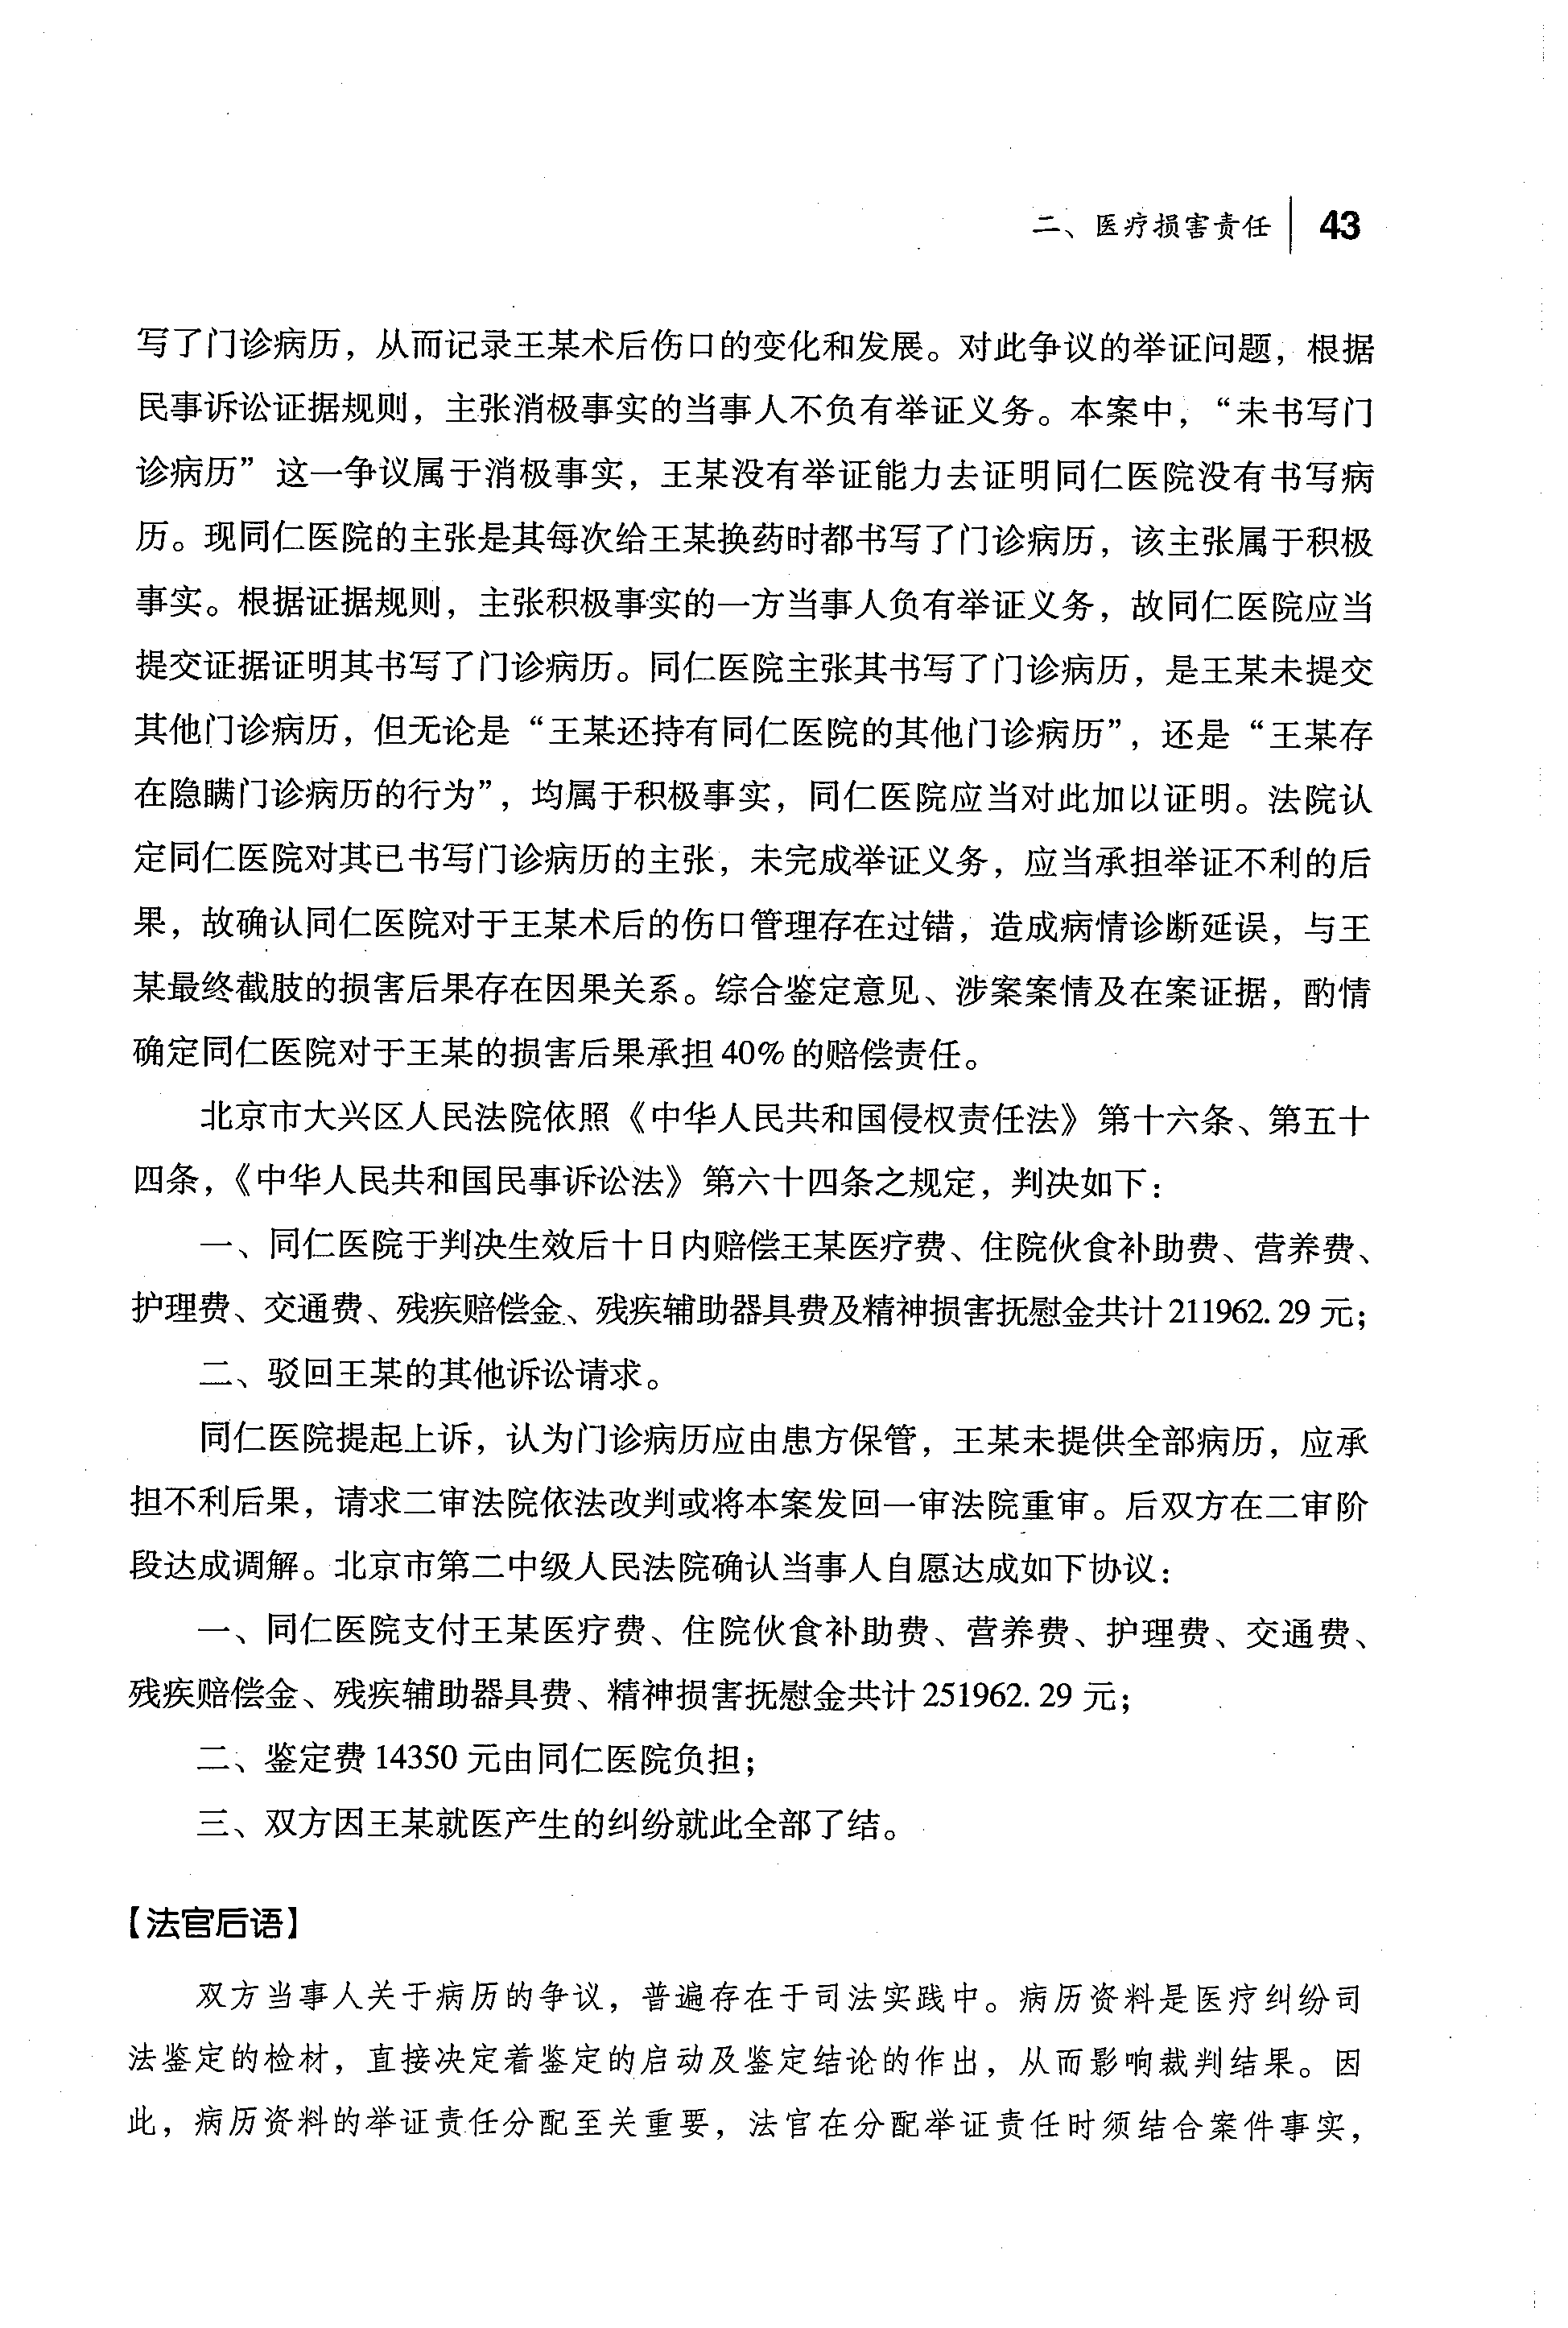 二、医疗损害责任 43
写了门诊病历，从而记录王某术后伤口的变化和发展。对此争议的举证问题，根据
民事诉讼证据规则，主张消极事实的当事人不负有举证义务。本案中，“未书写门
诊病历”这一争议属于消极事实，王某没有举证能力去证明同仁医院没有书写病
历。现同仁医院的主张是其每次给王某换药时都书写了门诊病历，该主张属于积极
事实。根据证据规则，主张积极事实的一方当事人负有举证义务，故同仁医院应当
提交证据证明其书写了门诊病历。同仁医院主张其书写了门诊病历，是王某未提交
其他门诊病历，但无论是“王某还持有同仁医院的其他门诊病历”，还是“王某存
在隐瞒门诊病历的行为”，均属于积极事实，同仁医院应当对此加以证明。法院认
定同仁医院对其已书写门诊病历的主张，未完成举证义务，应当承担举证不利的后
果，故确认同仁医院对于王某术后的伤口管理存在过错，造成病情诊断延误，与王
某最终截肢的损害后果存在因果关系。综合鉴定意见、涉案案情及在案证据，酌情
确定同仁医院对于王某的损害后果承担40%的赔偿责任。
北京市大兴区人民法院依照《中华人民共和国侵权责任法》第十六条、第五十
四条，《中华人民共和国民事诉讼法》第六十四条之规定，判决如下：
一、同仁医院于判决生效后十日内赔偿王某医疗费、住院伙食补助费、营养费、
护理费、交通费、残疾赔偿金、残疾辅助器具费及精神损害抚慰金共计211962.29元；
二、驳回王某的其他诉讼请求。
同仁医院提起上诉，认为门诊病历应由患方保管，王某未提供全部病历，应承
担不利后果，请求二审法院依法改判或将本案发回一审法院重审。后双方在二审阶
段达成调解。北京市第二中级人民法院确认当事人自愿达成如下协议：
一、同仁医院支付王某医疗费、住院伙食补助费、营养费、护理费、交通费、
残疾赔偿金、残疾辅助器具费、精神损害抚慰金共计251962.29元；
二、鉴定费14350元由同仁医院负担；
三、双方因王某就医产生的纠纷就此全部了结。
【法官后语】
双方当事人关于病历的争议，普遍存在于司法实践中。病历资料是医疗纠纷司
法鉴定的检材，直接决定着鉴定的启动及鉴定结论的作出，从而影响裁判结果。因
此，病历资料的举证责任分配至关重要，法官在分配举证责任时须结合案件事实，